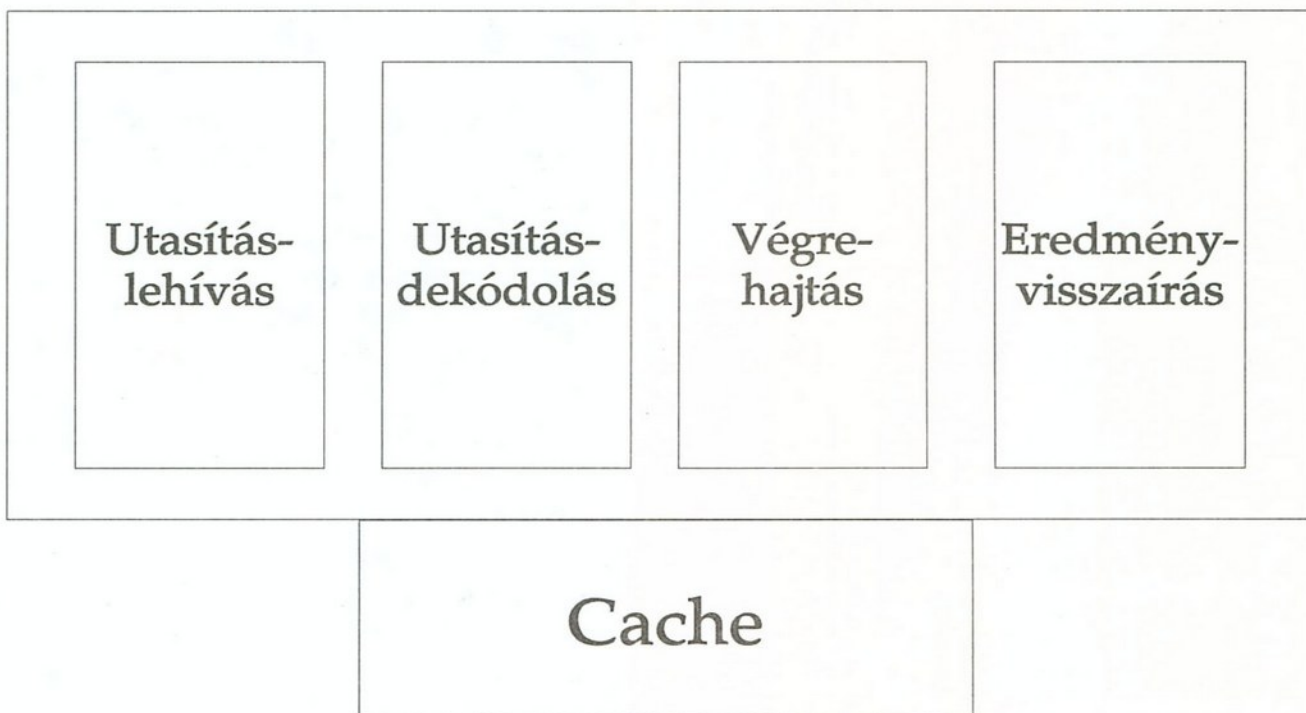 Utasítás-
lehívás
Utasítás-
dekódolás
Végre-
hajtás
Eredmény-
visszaírás
Cache